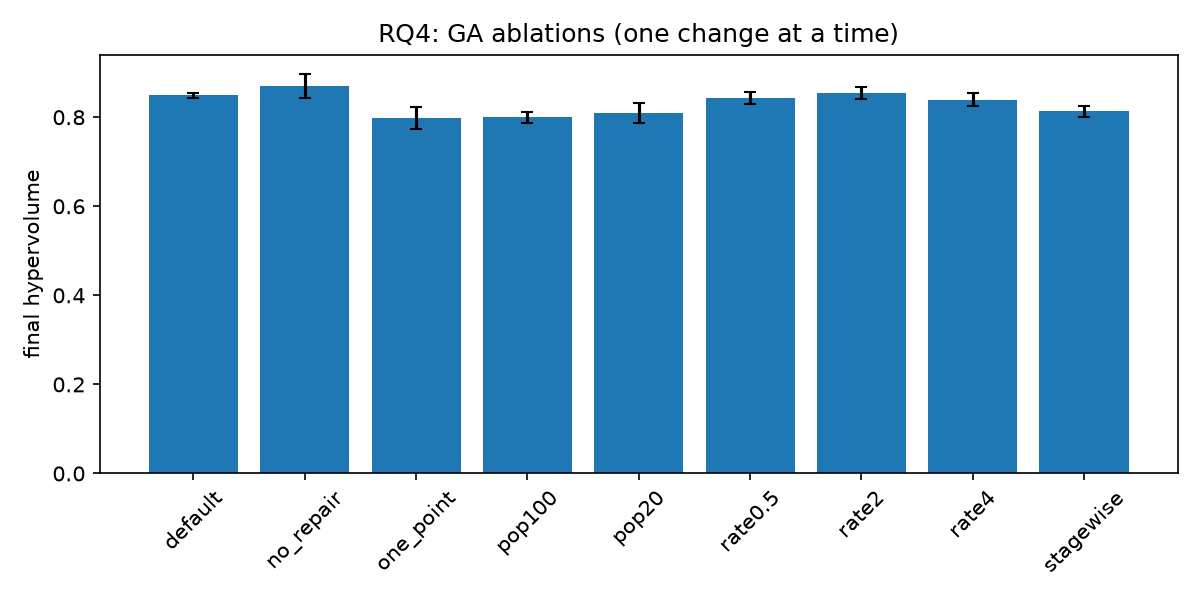 RQ4: GA ablations (one change at a time)
final hypervolume
0.8
0.6
0.4
0.2
0.0
default
no_repair
one_point
pop100
pop20
rate0.5
rate2
rate4
stagewise